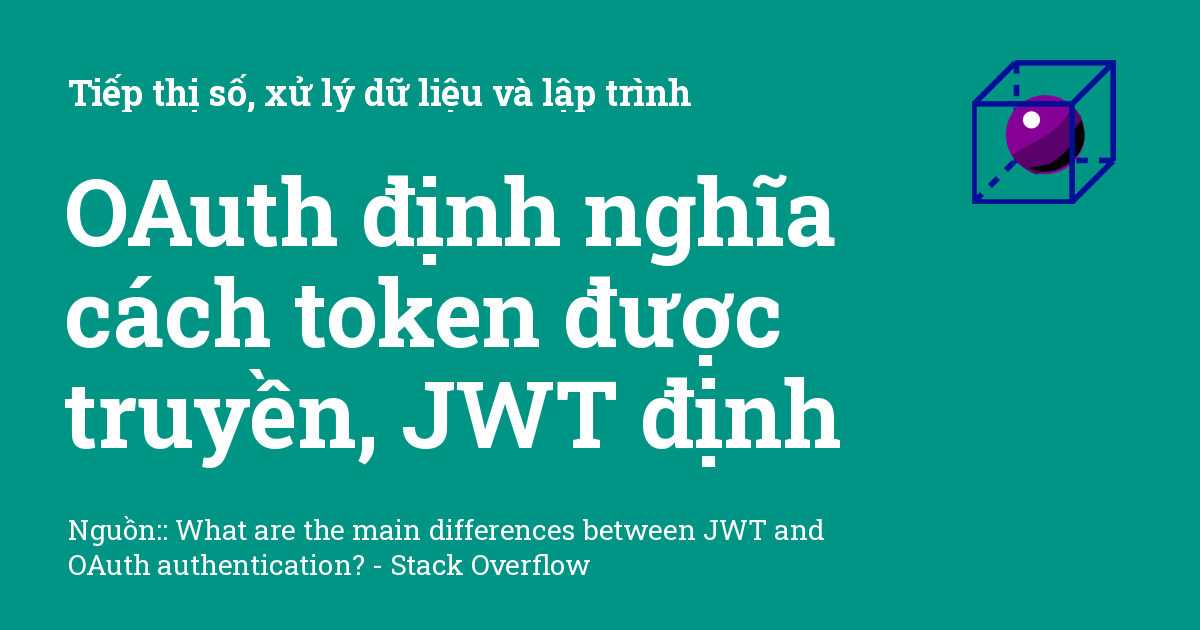 Tiếp thị số, xử lý dữ liệu và lập trình
OAuth định nghĩa
cách token được
truyền, JWT định
Nguồn:: What are the main differences between JWT and
OAuth authentication? - Stack Overflow